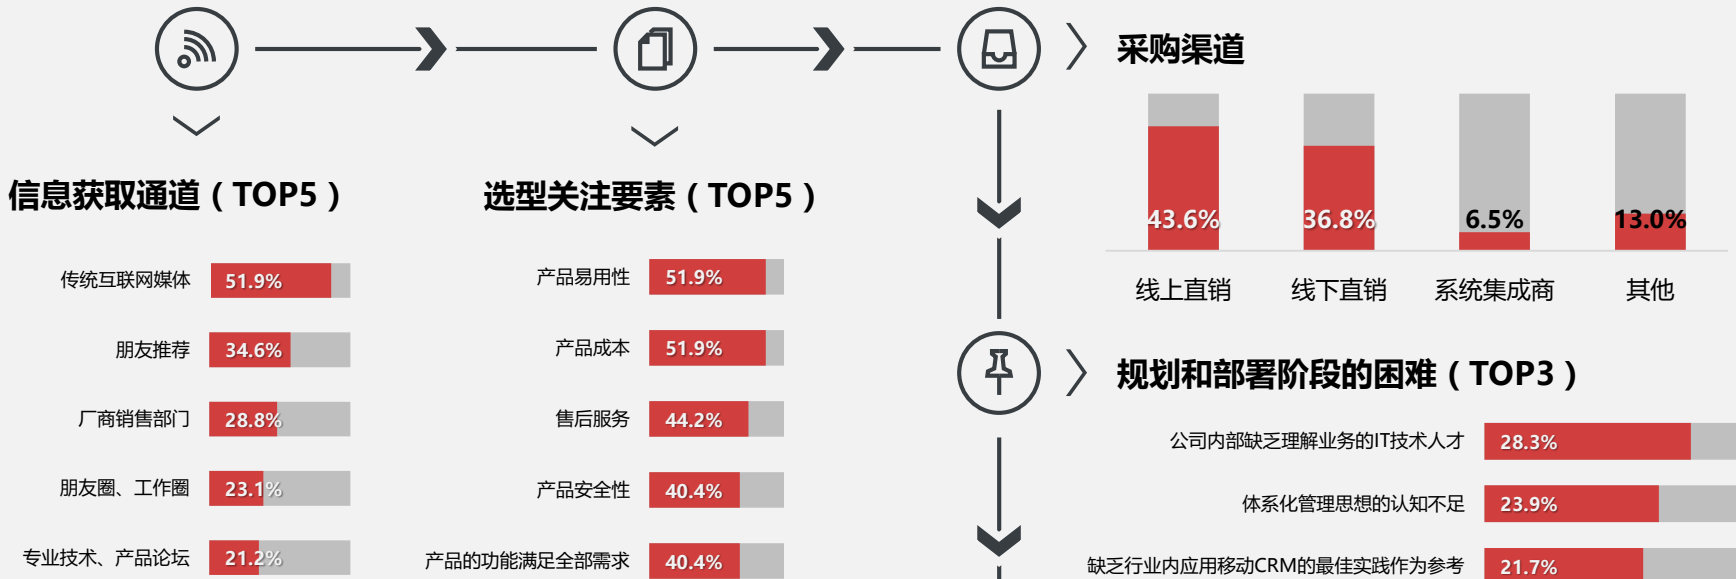 信息获取通道（TOP5）
传统互联网媒体 51.9%
朋友推荐 34.6%
厂商销售部门 28.8%
朋友圈、工作圈 23.1%
专业技术、产品论坛 21.2%
选型关注要素（TOP5）
产品易用性 51.9%
产品成本 51.9%
售后服务 44.2%
产品安全性 40.4%
产品的功能满足全部需求 40.4%
采购渠道
43.6% 36.8% 6.5% 13.0%
线上直销 线下直销 系统集成商 其他
规划和部署阶段的困难（TOP3）
公司内部缺乏理解业务的IT技术人才 28.3%
体系化管理思想的认知不足 23.9%
缺乏行业内应用移动CRM的最佳实践作为参考 21.7%